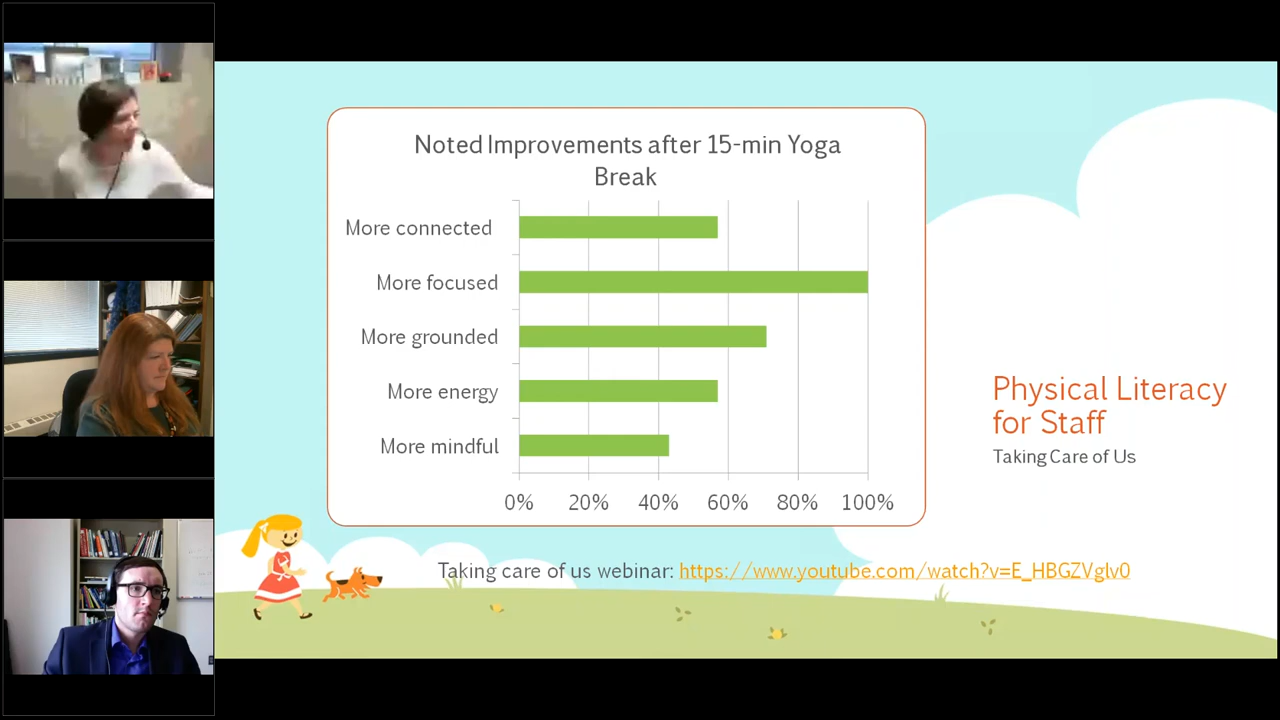 Noted Improvements after 15-min Yoga
Break
More connected
More focused
More grounded
More energy
More mindful
0% 20% 40% 60% 80% 100%
Physical Literacy
for Staff
Taking Care of Us
Taking care of us webinar: https://www.youtube.com/watch?v=E_HBGZVglv0